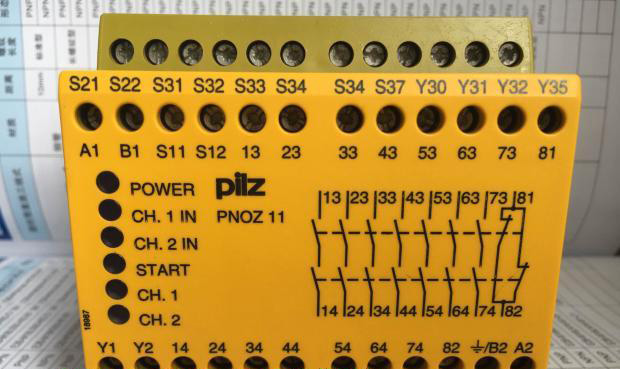 S21 S22 S31 S32 S33 S34 S34 S37 Y30 Y31 Y32 Y35
A1 B1 S11 S12 13 23 33 43 53 63 73 81
POWER
CH. 1 IN
CH. 2 IN
START
CH. 1
CH. 2
pilz
PNOZ 11
13 23 33 43 53 63 73 81
14 24 34 44 54 64 74 82
18987
Y1 Y2 14 24 34 44 54 64 74 82 ⏚/B2 A2